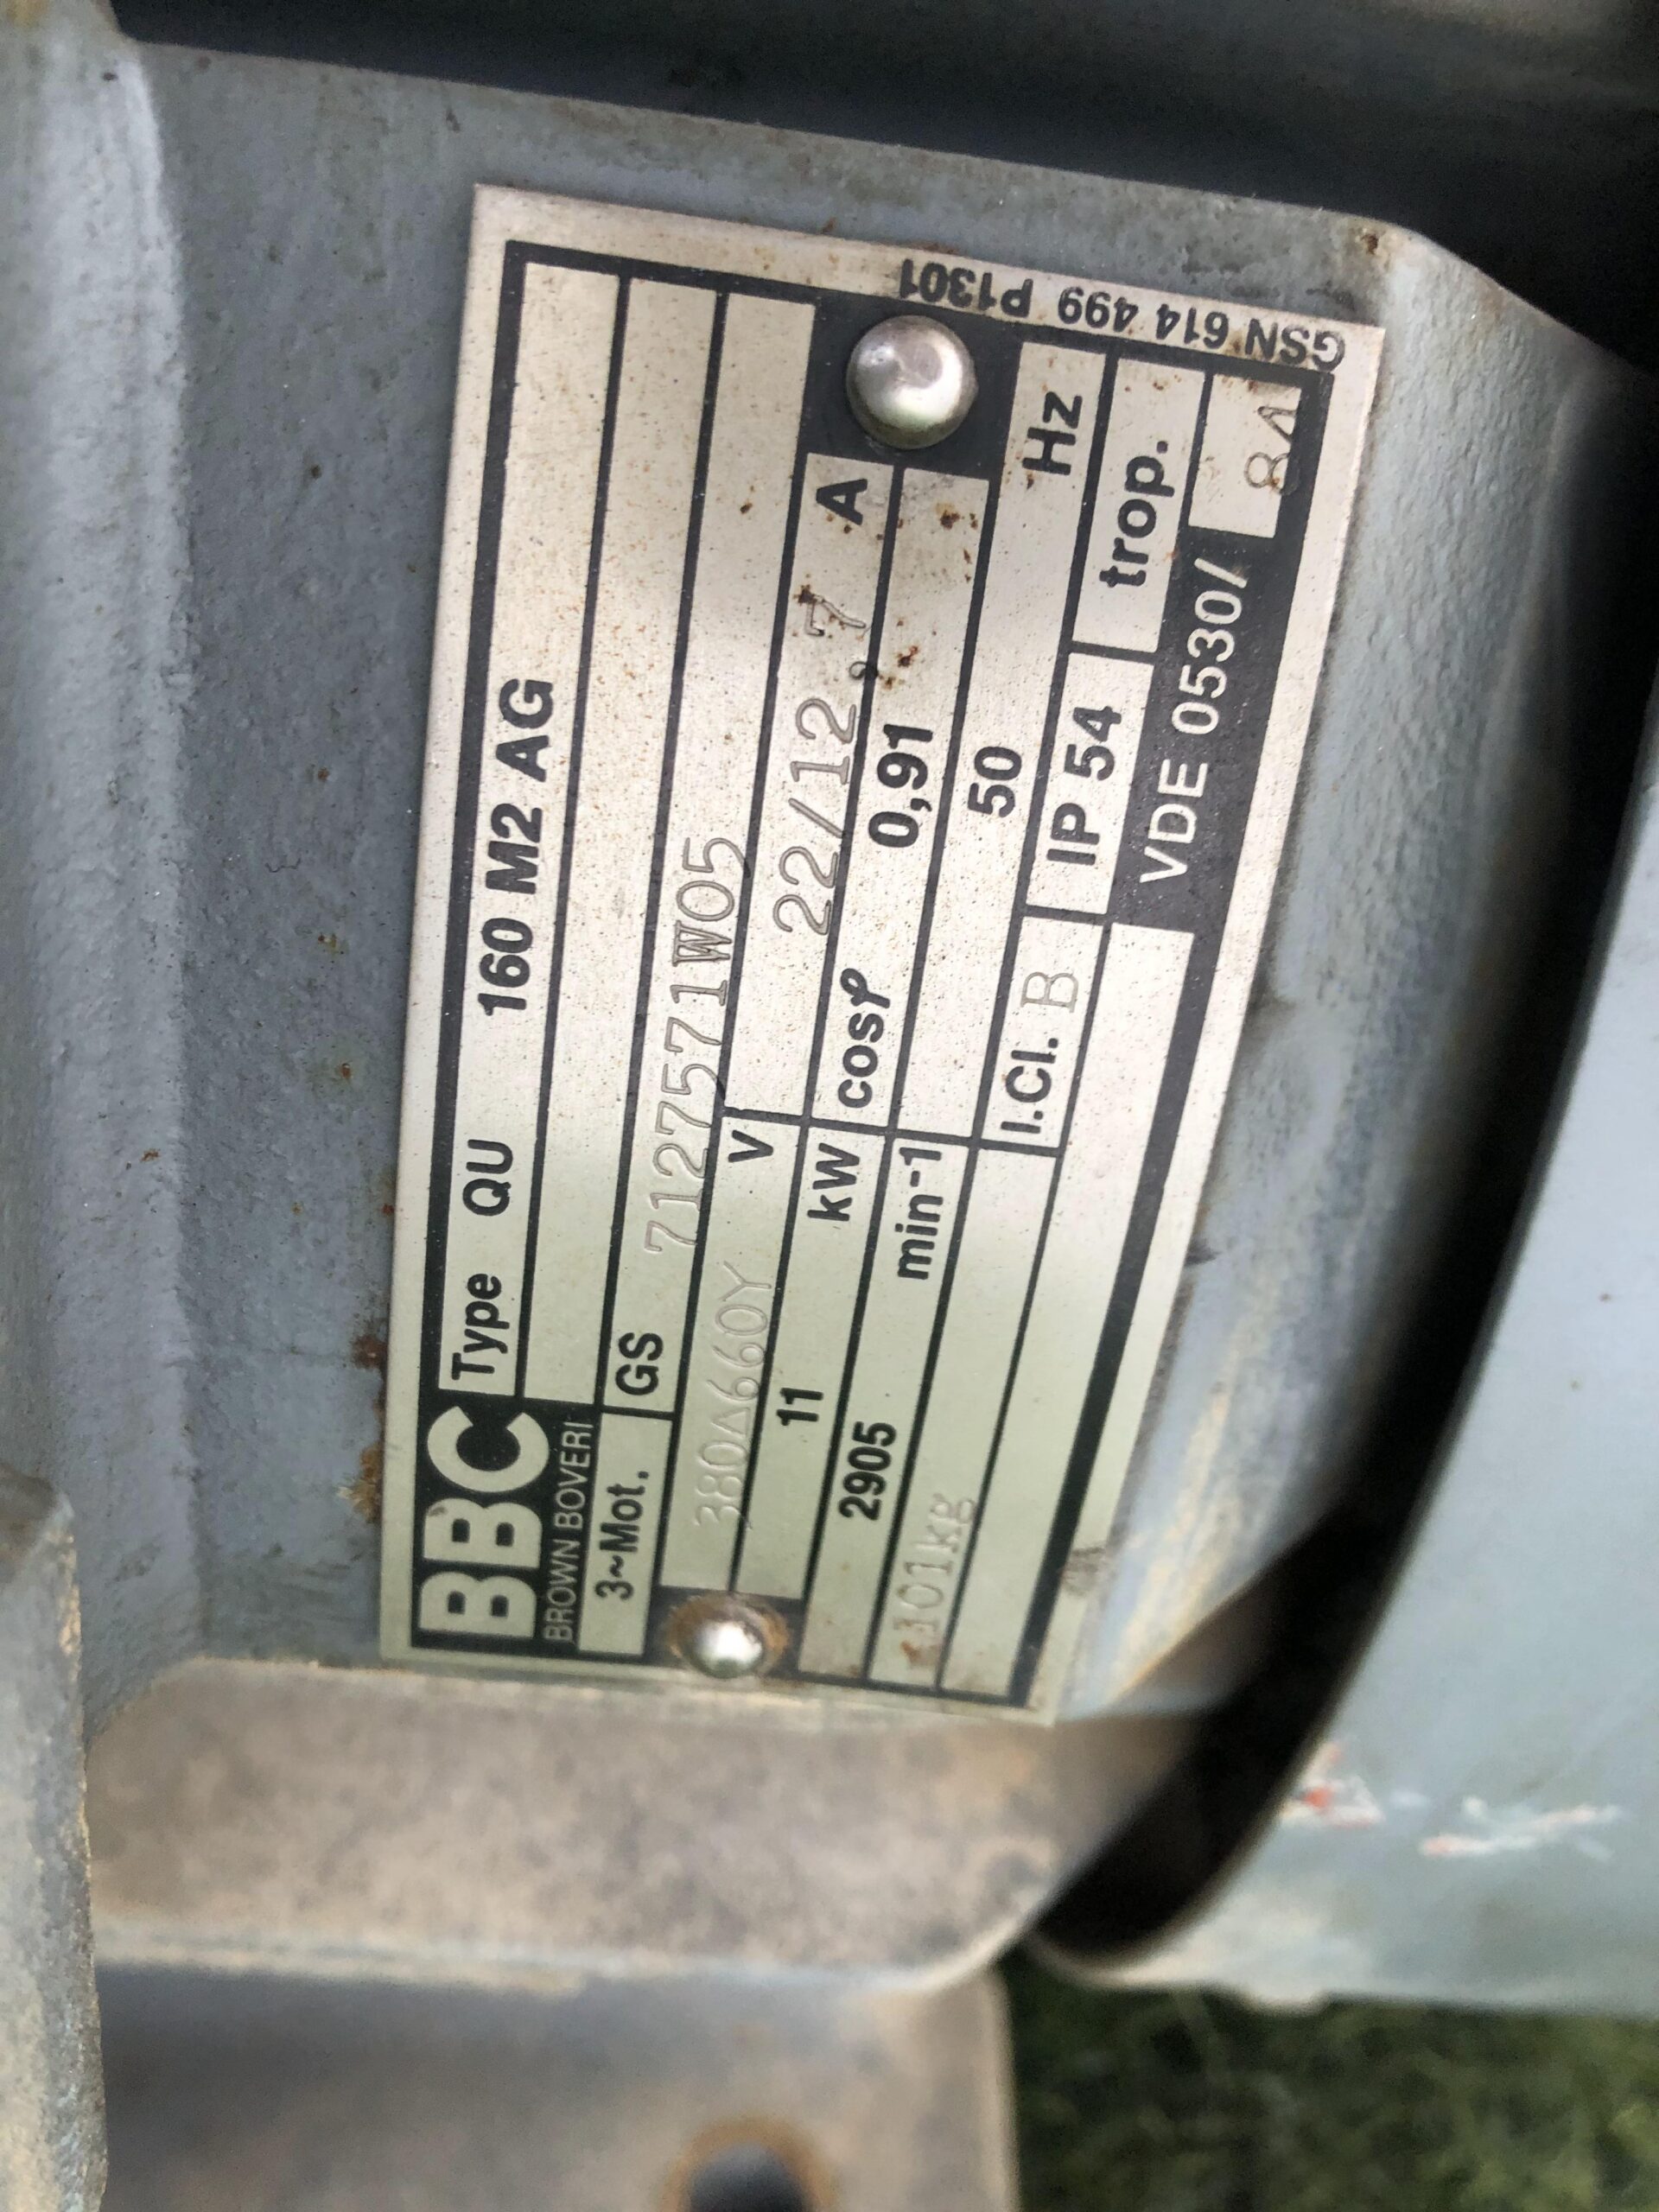 BBC Type QU 160 M2 AG
BROWN BOVERI
3~Mot. GS 7127571W05
380Δ660Y V 22/12,7 A
11 kW cosφ 0,91
2905 min-1 50 Hz
101kg I.Cl. B IP 54 trop.
VDE 0530/ 84
GSN 614 499 P1301